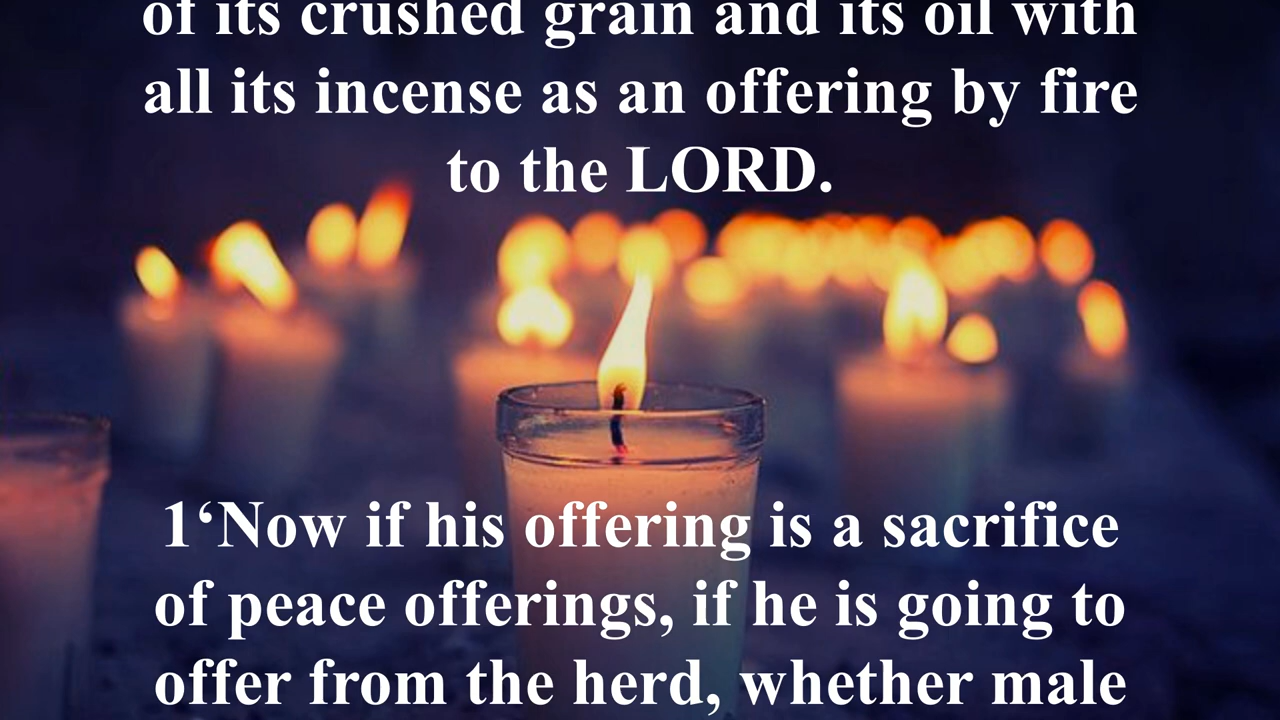 of its crushed grain and its oil with
all its incense as an offering by fire
to the LORD.
1‘Now if his offering is a sacrifice
of peace offerings, if he is going to
offer from the herd, whether male